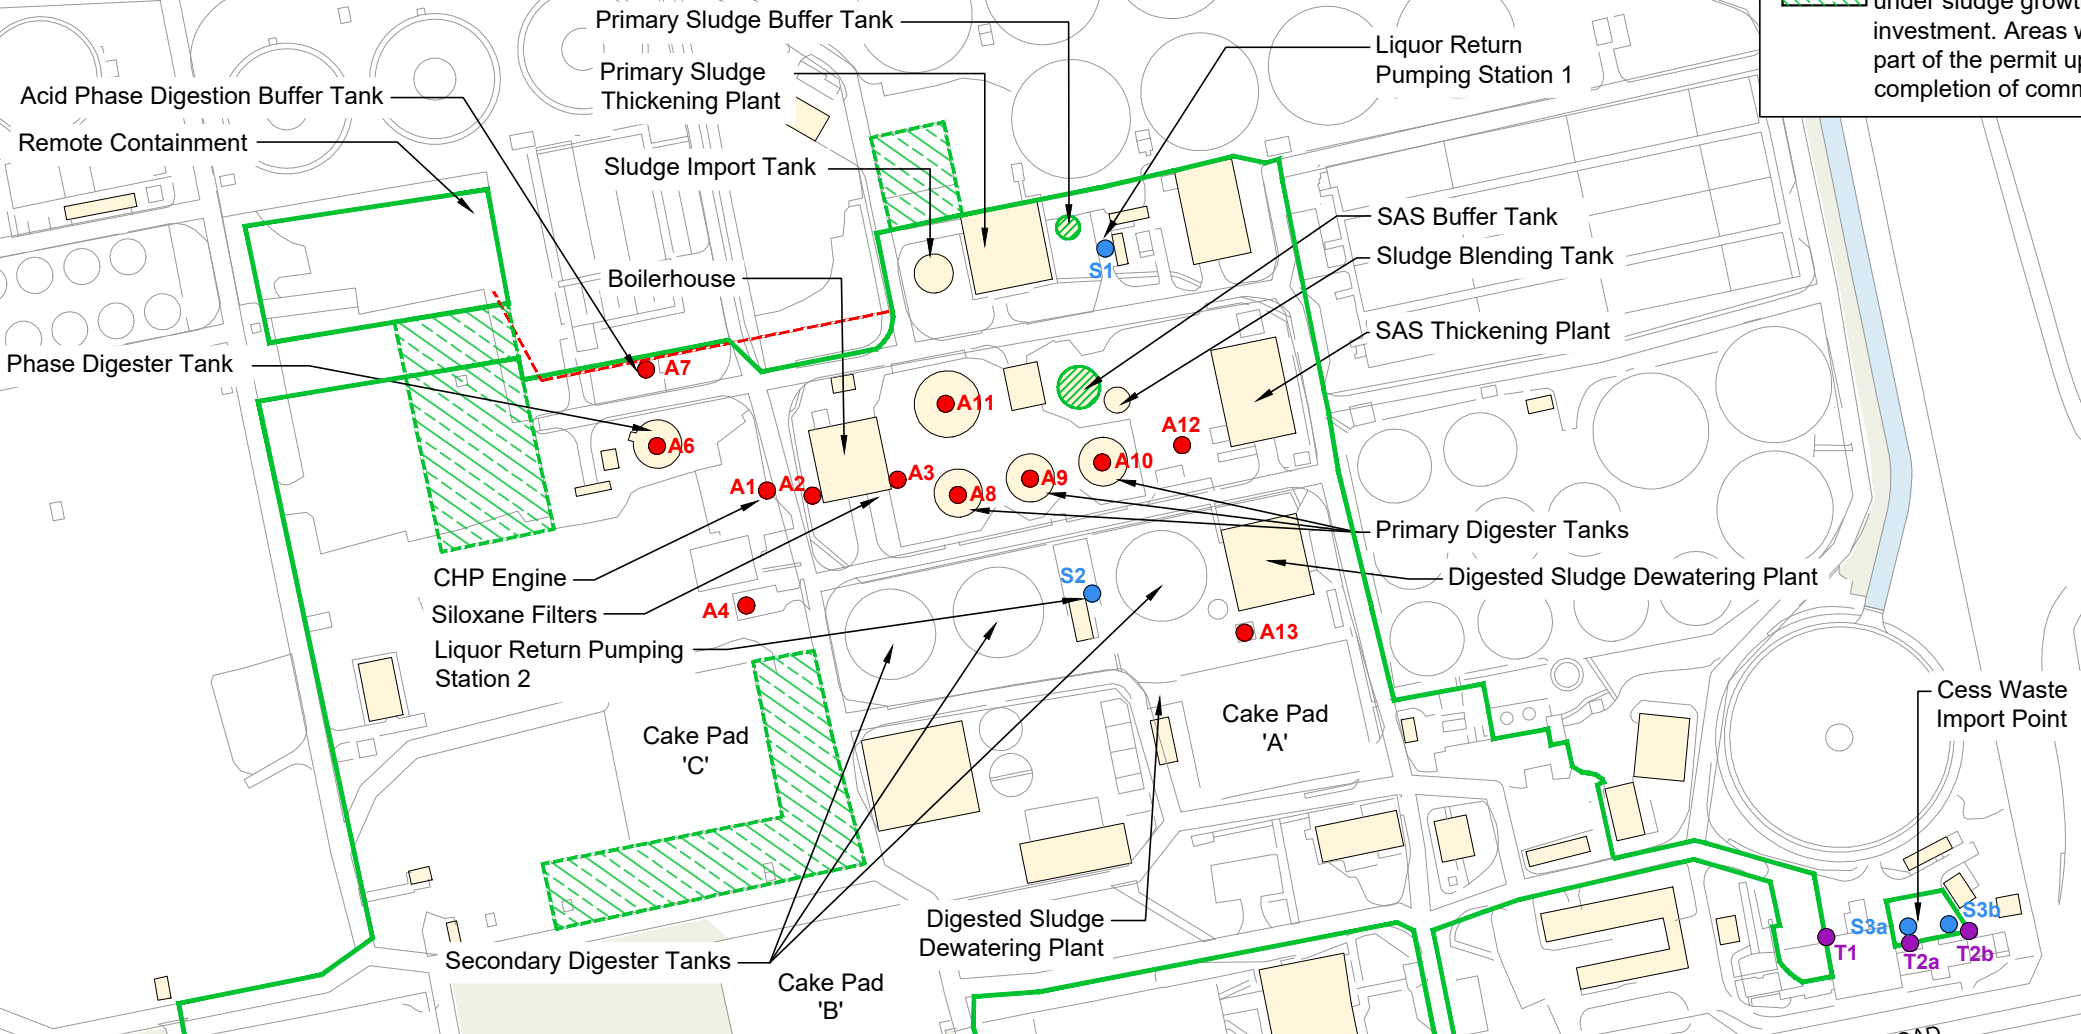 Primary Sludge Buffer Tank
under sludge growt
investment. Areas w
part of the permit up
completion of comm
Liquor Return
Pumping Station 1
Primary Sludge
Thickening Plant
Acid Phase Digestion Buffer Tank
Remote Containment
Sludge Import Tank
SAS Buffer Tank
Sludge Blending Tank
S1
Boilerhouse
SAS Thickening Plant
Phase Digester Tank
A7
A11
A12
A6
A10
A3
A9
A1
A2
A8
Primary Digester Tanks
CHP Engine
S2
Digested Sludge Dewatering Plant
Siloxane Filters
A4
A13
Liquor Return Pumping
Station 2
Cess Waste
Import Point
Cake Pad
'A'
Cake Pad
'C'
Digested Sludge
Dewatering Plant
S3a
S3b
T1
T2a
T2b
Secondary Digester Tanks
Cake Pad
'B'